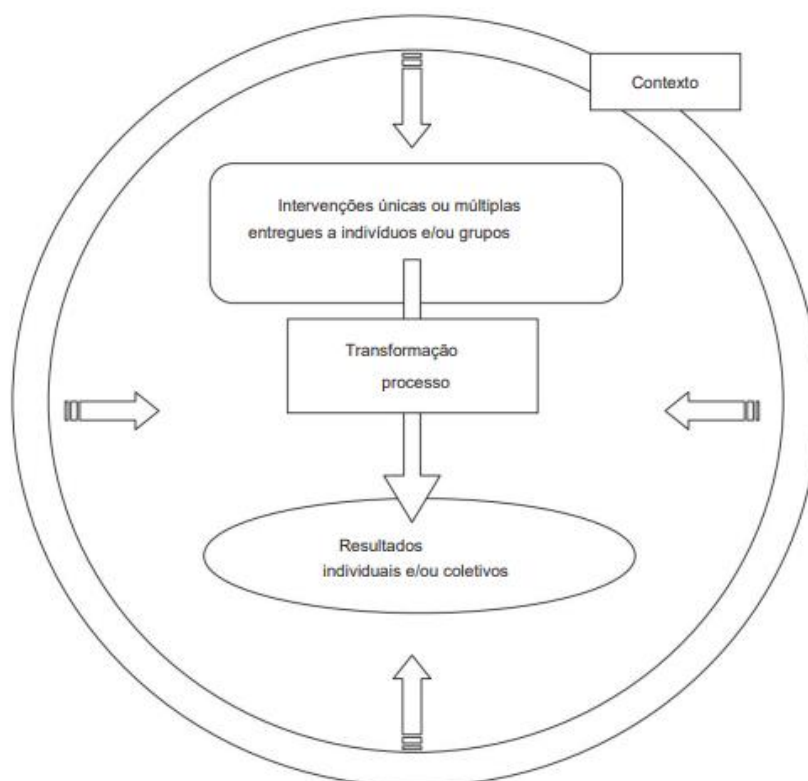 Contexto
Intervenções únicas ou múltiplas
entregues a indivíduos e/ou grupos
Transformação
processo
Resultados
individuais e/ou coletivos